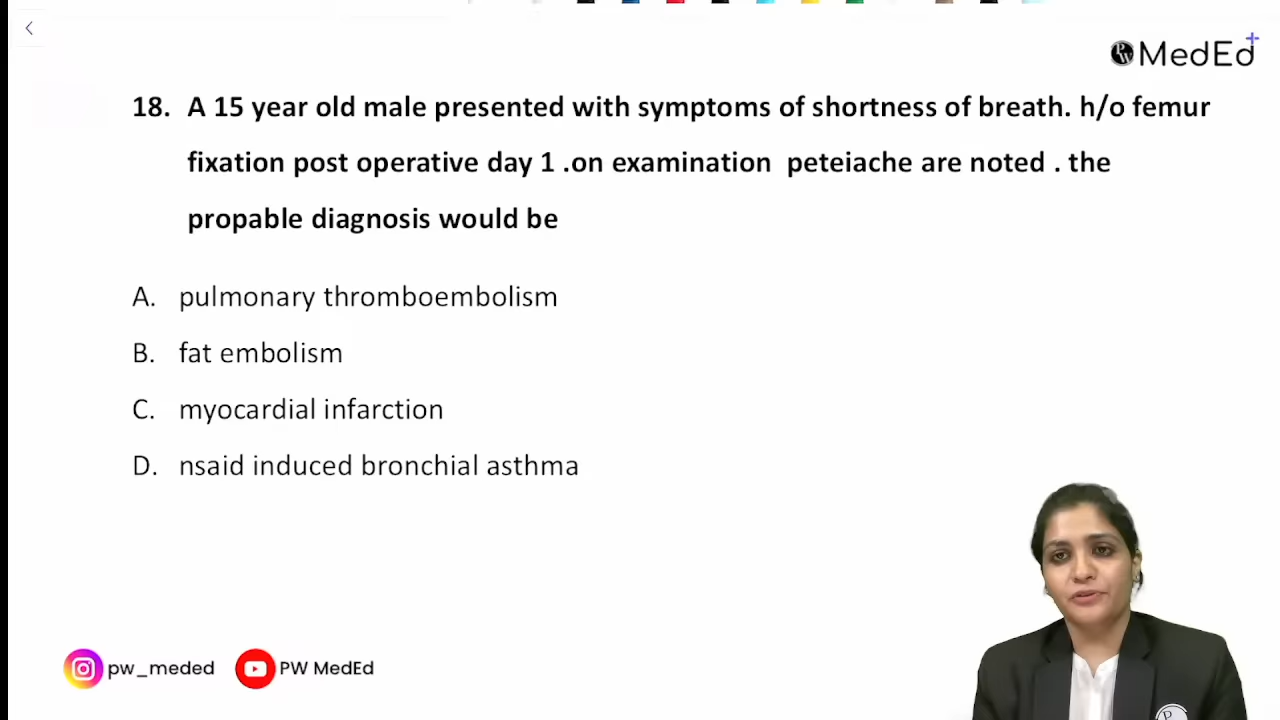 MedEd
18. A 15 year old male presented with symptoms of shortness of breath. h/o femur
fixation post operative day 1 .on examination peteiache are noted . the
propable diagnosis would be
A. pulmonary thromboembolism
B. fat embolism
C. myocardial infarction
D. nsaid induced bronchial asthma
pw_meded PW MedEd